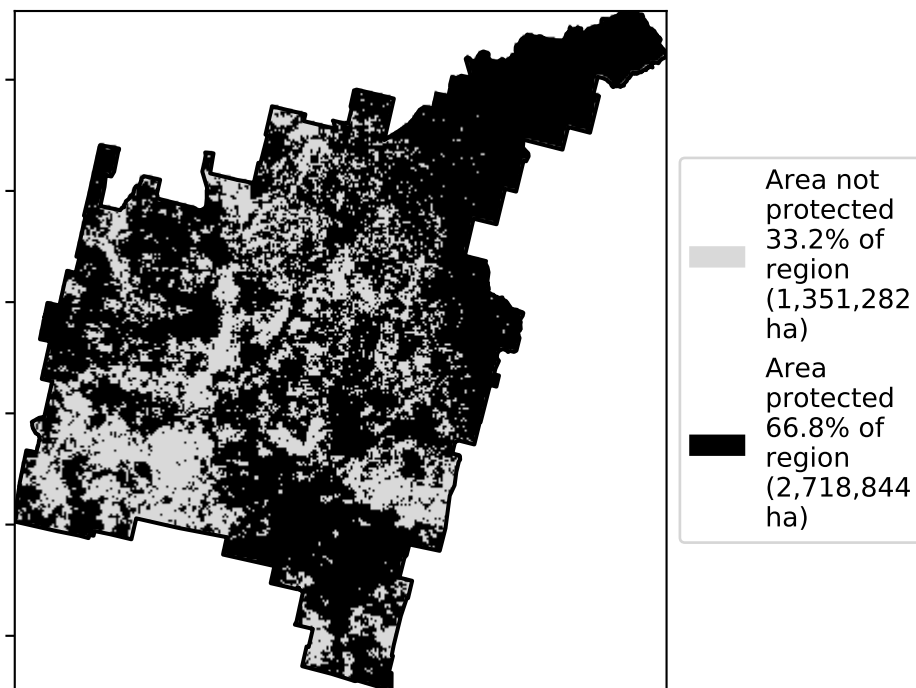 Area not
protected
33.2% of
region
(1,351,282
ha)
Area
protected
66.8% of
region
(2,718,844
ha)